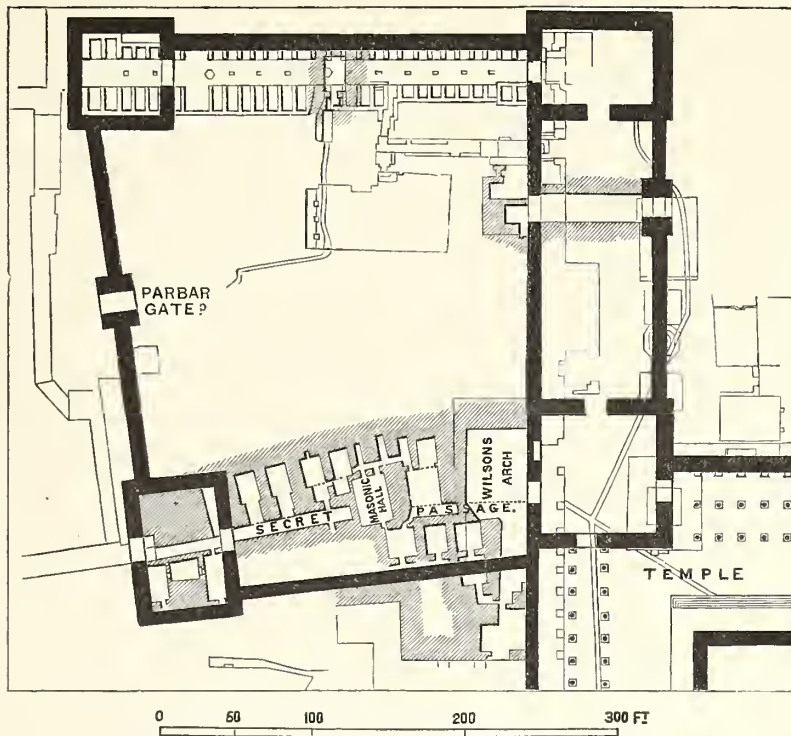 PARBAR
GATE?
WILSONS
ARCH
MASONIC
HALL
SECRET PASSAGE.
TEMPLE
0 50 100 200 300 FT